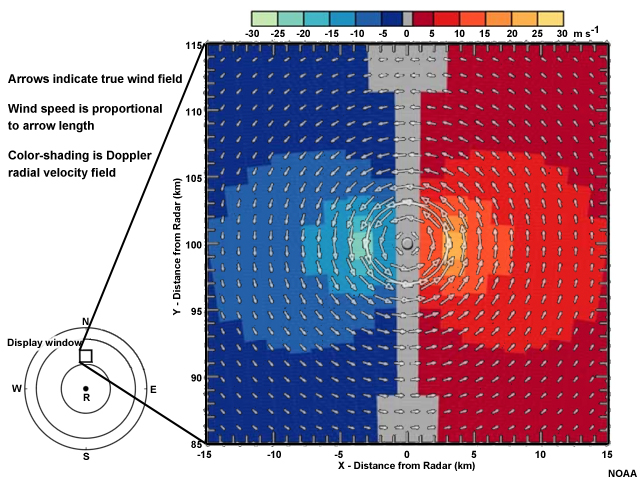 -30 -25 -20 -15 -10 -5 0 5 10 15 20 25 30 m s-1
Arrows indicate true wind field
Wind speed is proportional
to arrow length
Color-shading is Doppler
radial velocity field
Y - Distance from Radar (km)
115
110
105
100
95
90
85
-15 -10 -5 0 5 10 15
X - Distance from Radar (km)
N
Display window
W R E
S
NOAA